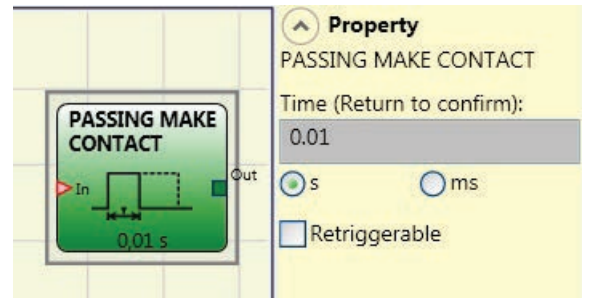 PASSING MAKE
CONTACT
In
Out
T
0,01 s
Property
PASSING MAKE CONTACT
Time (Return to confirm):
0.01
s
ms
Retriggerable